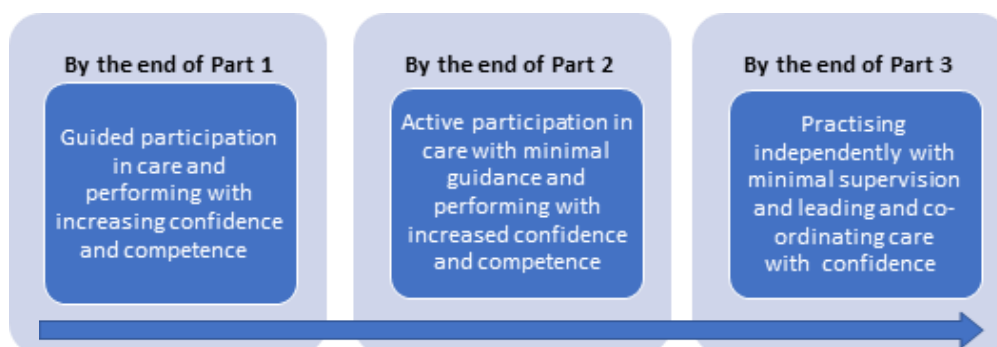 By the end of Part 1
Guided participation
in care and
performing with
increasing confidence
and competence
By the end of Part 2
Active participation in
care with minimal
guidance and
performing with
increased confidence
and competence
By the end of Part 3
Practising
independently with
minimal supervision
and leading and co-
ordinating care
with confidence